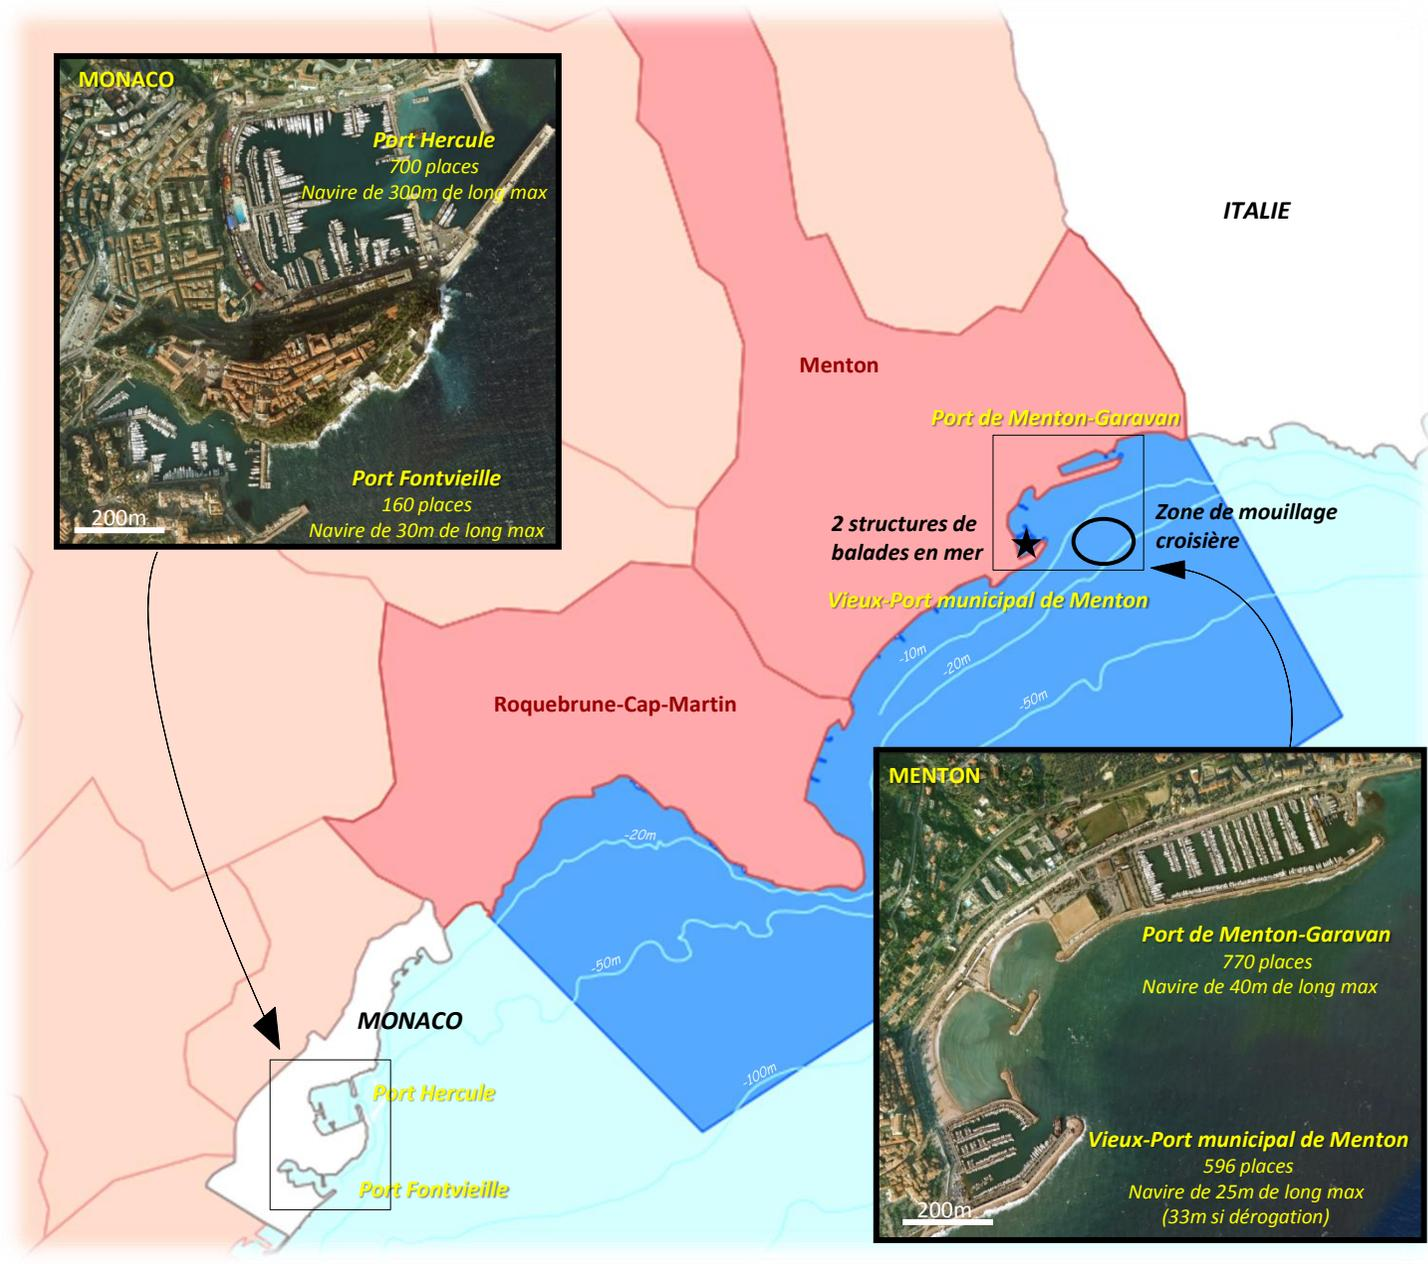 MONACO
Port Hercule
700 places
Navire de 300m de long max
Port Fontvieille
160 places
Navire de 30m de long max
200m
ITALIE
Menton
Port de Menton-Garavan
2 structures de
balades en mer
Zone de mouillage
croisière
Vieux-Port municipal de Menton
-10m
-20m
-50m
Roquebrune-Cap-Martin
-20m
-50m
-100m
MONACO
Port Hercule
Port Fontvieille
MENTON
Port de Menton-Garavan
770 places
Navire de 40m de long max
Vieux-Port municipal de Menton
596 places
Navire de 25m de long max
(33m si dérogation)
200m